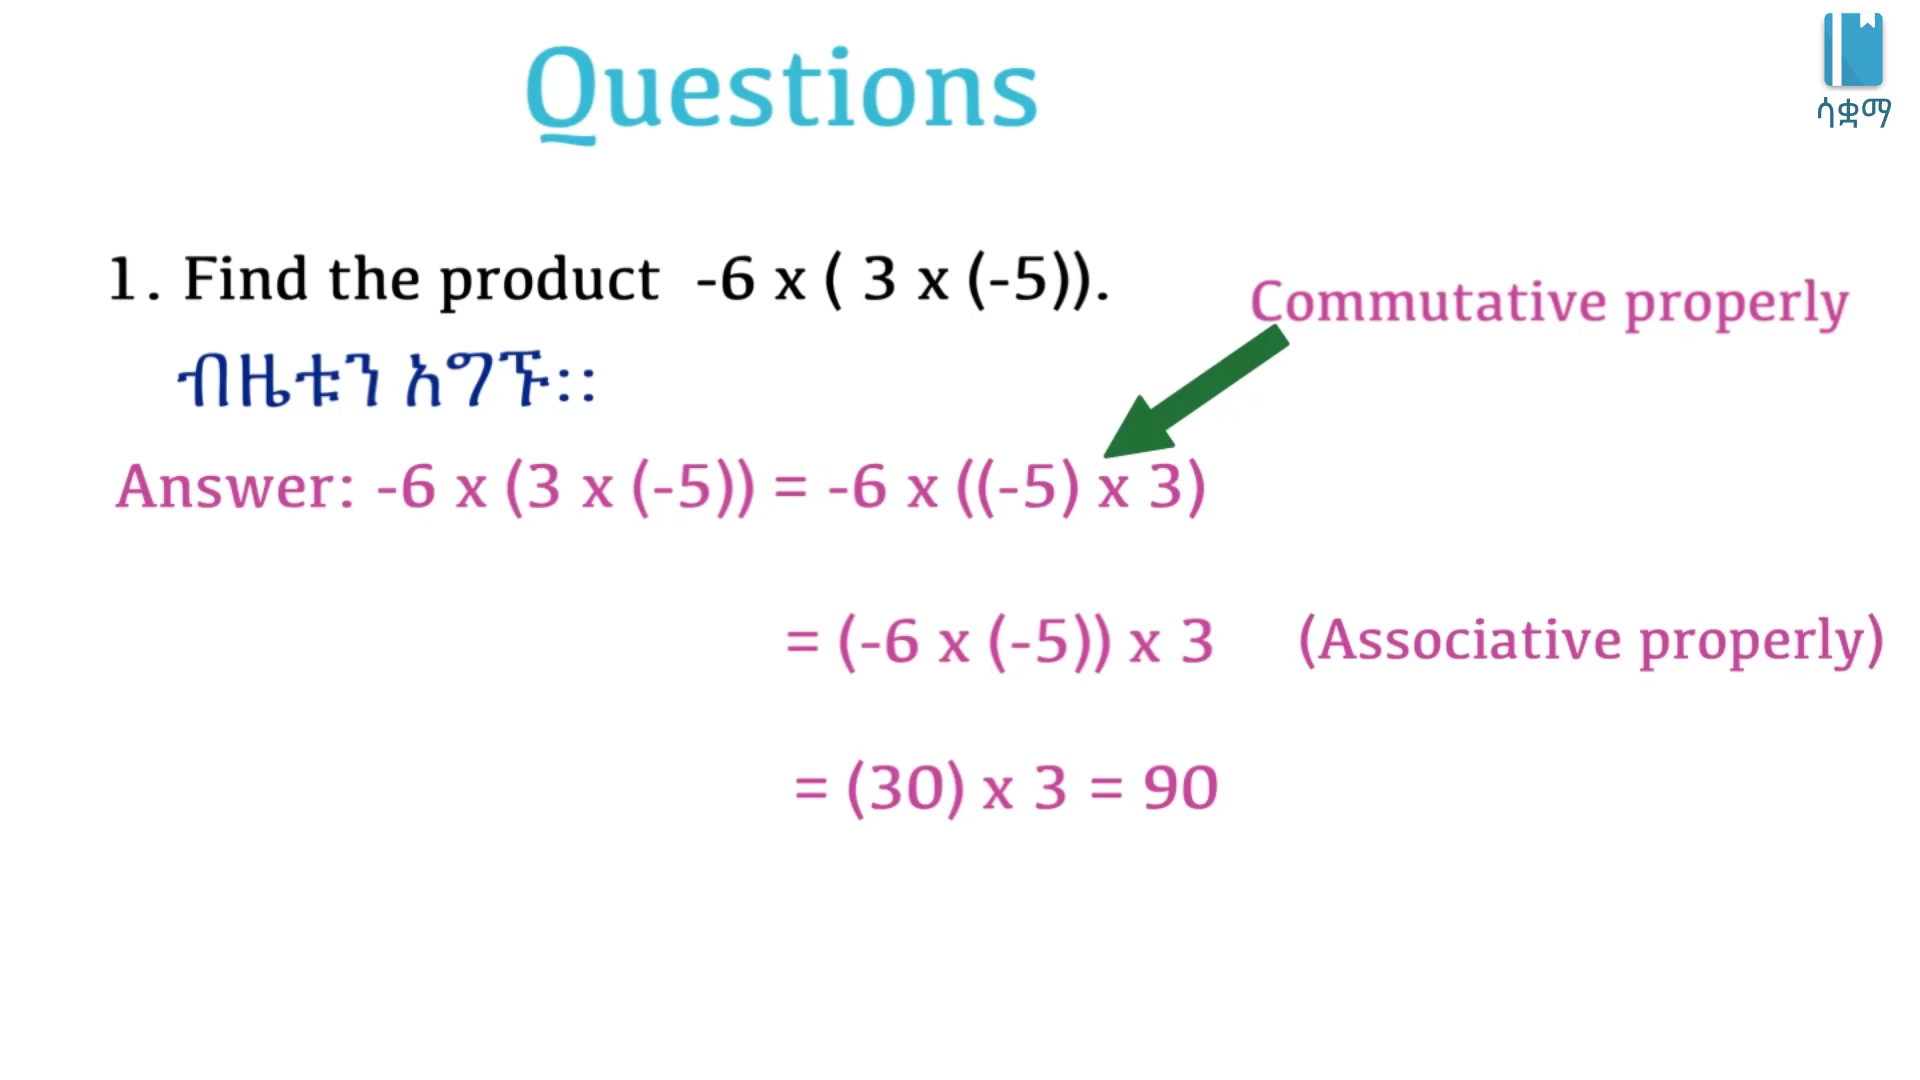 Questions
ሳቋማ
1. Find the product -6 x ( 3 x (-5)).
Commutative properly
ብዜቱን አግኙ፡፡
Answer: -6 x (3 x (-5)) = -6 x ((-5) x 3)
= (-6 x (-5)) x 3 (Associative properly)
= (30) x 3 = 90